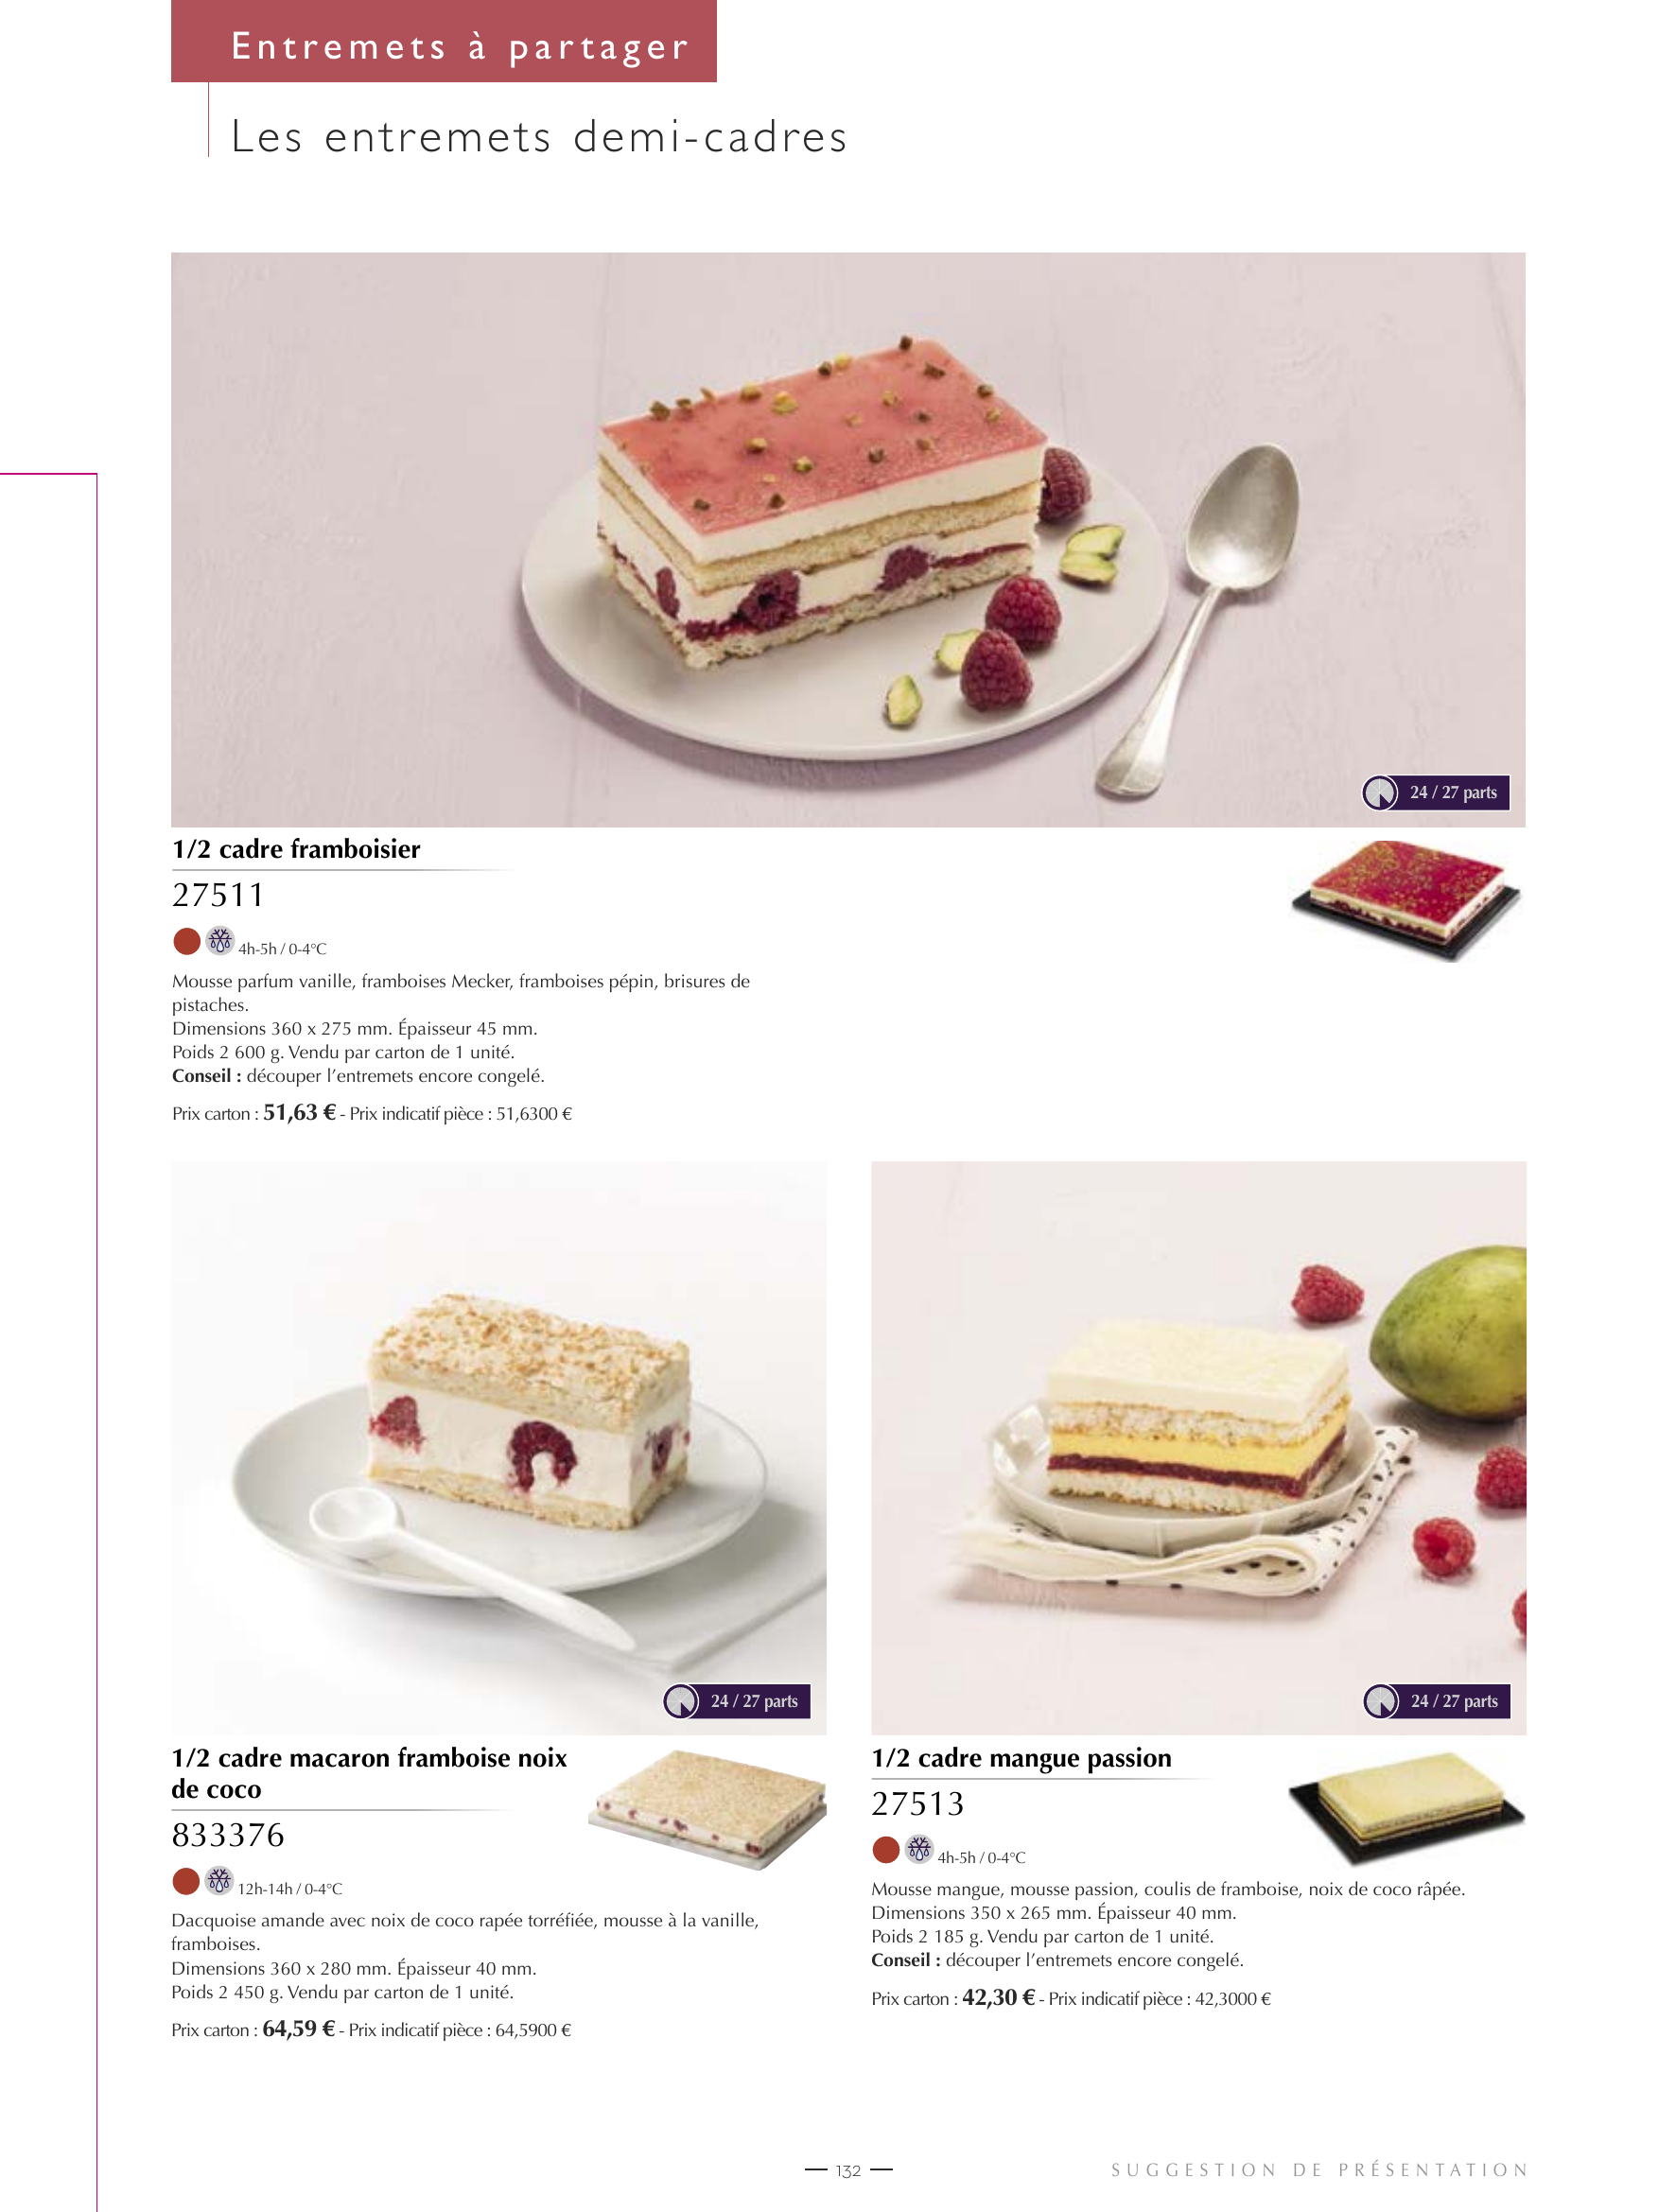 Entremets à partager
Les entremets demi-cadres
24 / 27 parts
1/2 cadre framboisier
27511
4h-5h / 0-4°C
Mousse parfum vanille, framboises Mecker, framboises pépin, brisures de
pistaches.
Dimensions 360 x 275 mm. Épaisseur 45 mm.
Poids 2 600 g. Vendu par carton de 1 unité.
Conseil : découper l'entremets encore congelé.
Prix carton : 51,63 € - Prix indicatif pièce : 51,6300 €
24 / 27 parts
1/2 cadre macaron framboise noix
de coco
833376
12h-14h / 0-4°C
Dacquoise amande avec noix de coco rapée torréfiée, mousse à la vanille,
framboises.
Dimensions 360 x 280 mm. Épaisseur 40 mm.
Poids 2 450 g. Vendu par carton de 1 unité.
Prix carton : 64,59 € - Prix indicatif pièce : 64,5900 €
24 / 27 parts
1/2 cadre mangue passion
27513
4h-5h / 0-4°C
Mousse mangue, mousse passion, coulis de framboise, noix de coco râpée.
Dimensions 350 x 265 mm. Épaisseur 40 mm.
Poids 2 185 g. Vendu par carton de 1 unité.
Conseil : découper l'entremets encore congelé.
Prix carton : 42,30 € - Prix indicatif pièce : 42,3000 €
132
SUGGESTION DE PRÉSENTATION